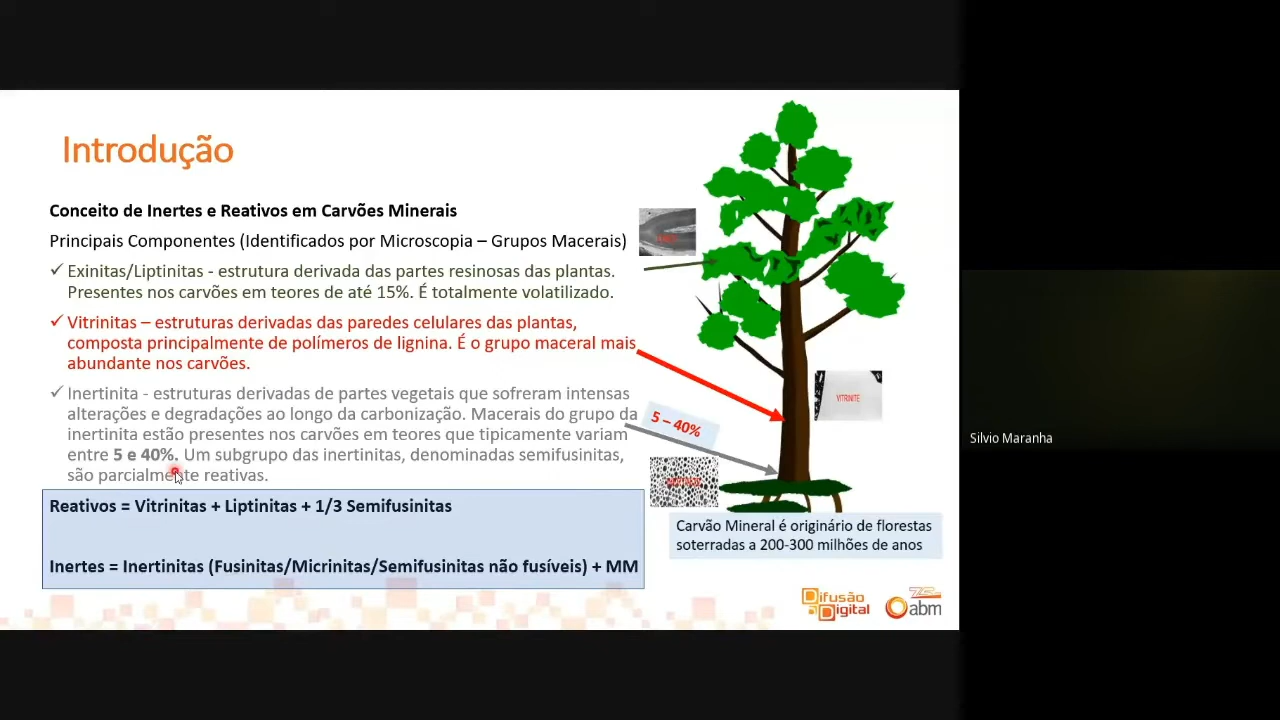 Introdução
Conceito de Inertes e Reativos em Carvões Minerais
Principais Componentes (Identificados por Microscopia – Grupos Macerais)
✓ Exinitas/Liptinitas - estrutura derivada das partes resinosas das plantas.
Presentes nos carvões em teores de até 15%. É totalmente volatilizado.
✓ Vitrinitas – estruturas derivadas das paredes celulares das plantas,
composta principalmente de polímeros de lignina. É o grupo maceral mais
abundante nos carvões.
✓ Inertinita - estruturas derivadas de partes vegetais que sofreram intensas
alterações e degradações ao longo da carbonização. Macerais do grupo da
inertinita estão presentes nos carvões em teores que tipicamente variam
entre 5 e 40%. Um subgrupo das inertinitas, denominadas semifusinitas,
são parcialmente reativas.
Reativos = Vitrinitas + Liptinitas + 1/3 Semifusinitas
Inertes = Inertinitas (Fusinitas/Micrinitas/Semifusinitas não fusíveis) + MM
VITRINITE
5 – 40%
Carvão Mineral é originário de florestas
soterradas a 200-300 milhões de anos
Difusão
Digital
abm
Silvio Maranha